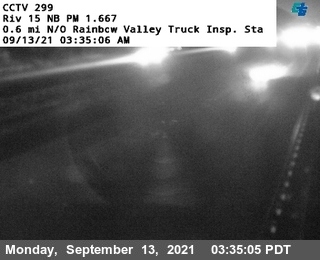 CCTV 299
Riv 15 NB PM 1.667
0.6 mi N/O Rainbow Valley Truck Insp. Sta
09/13/21 03:35:06 AM
Monday, September 13, 2021 03:35:05 PDT